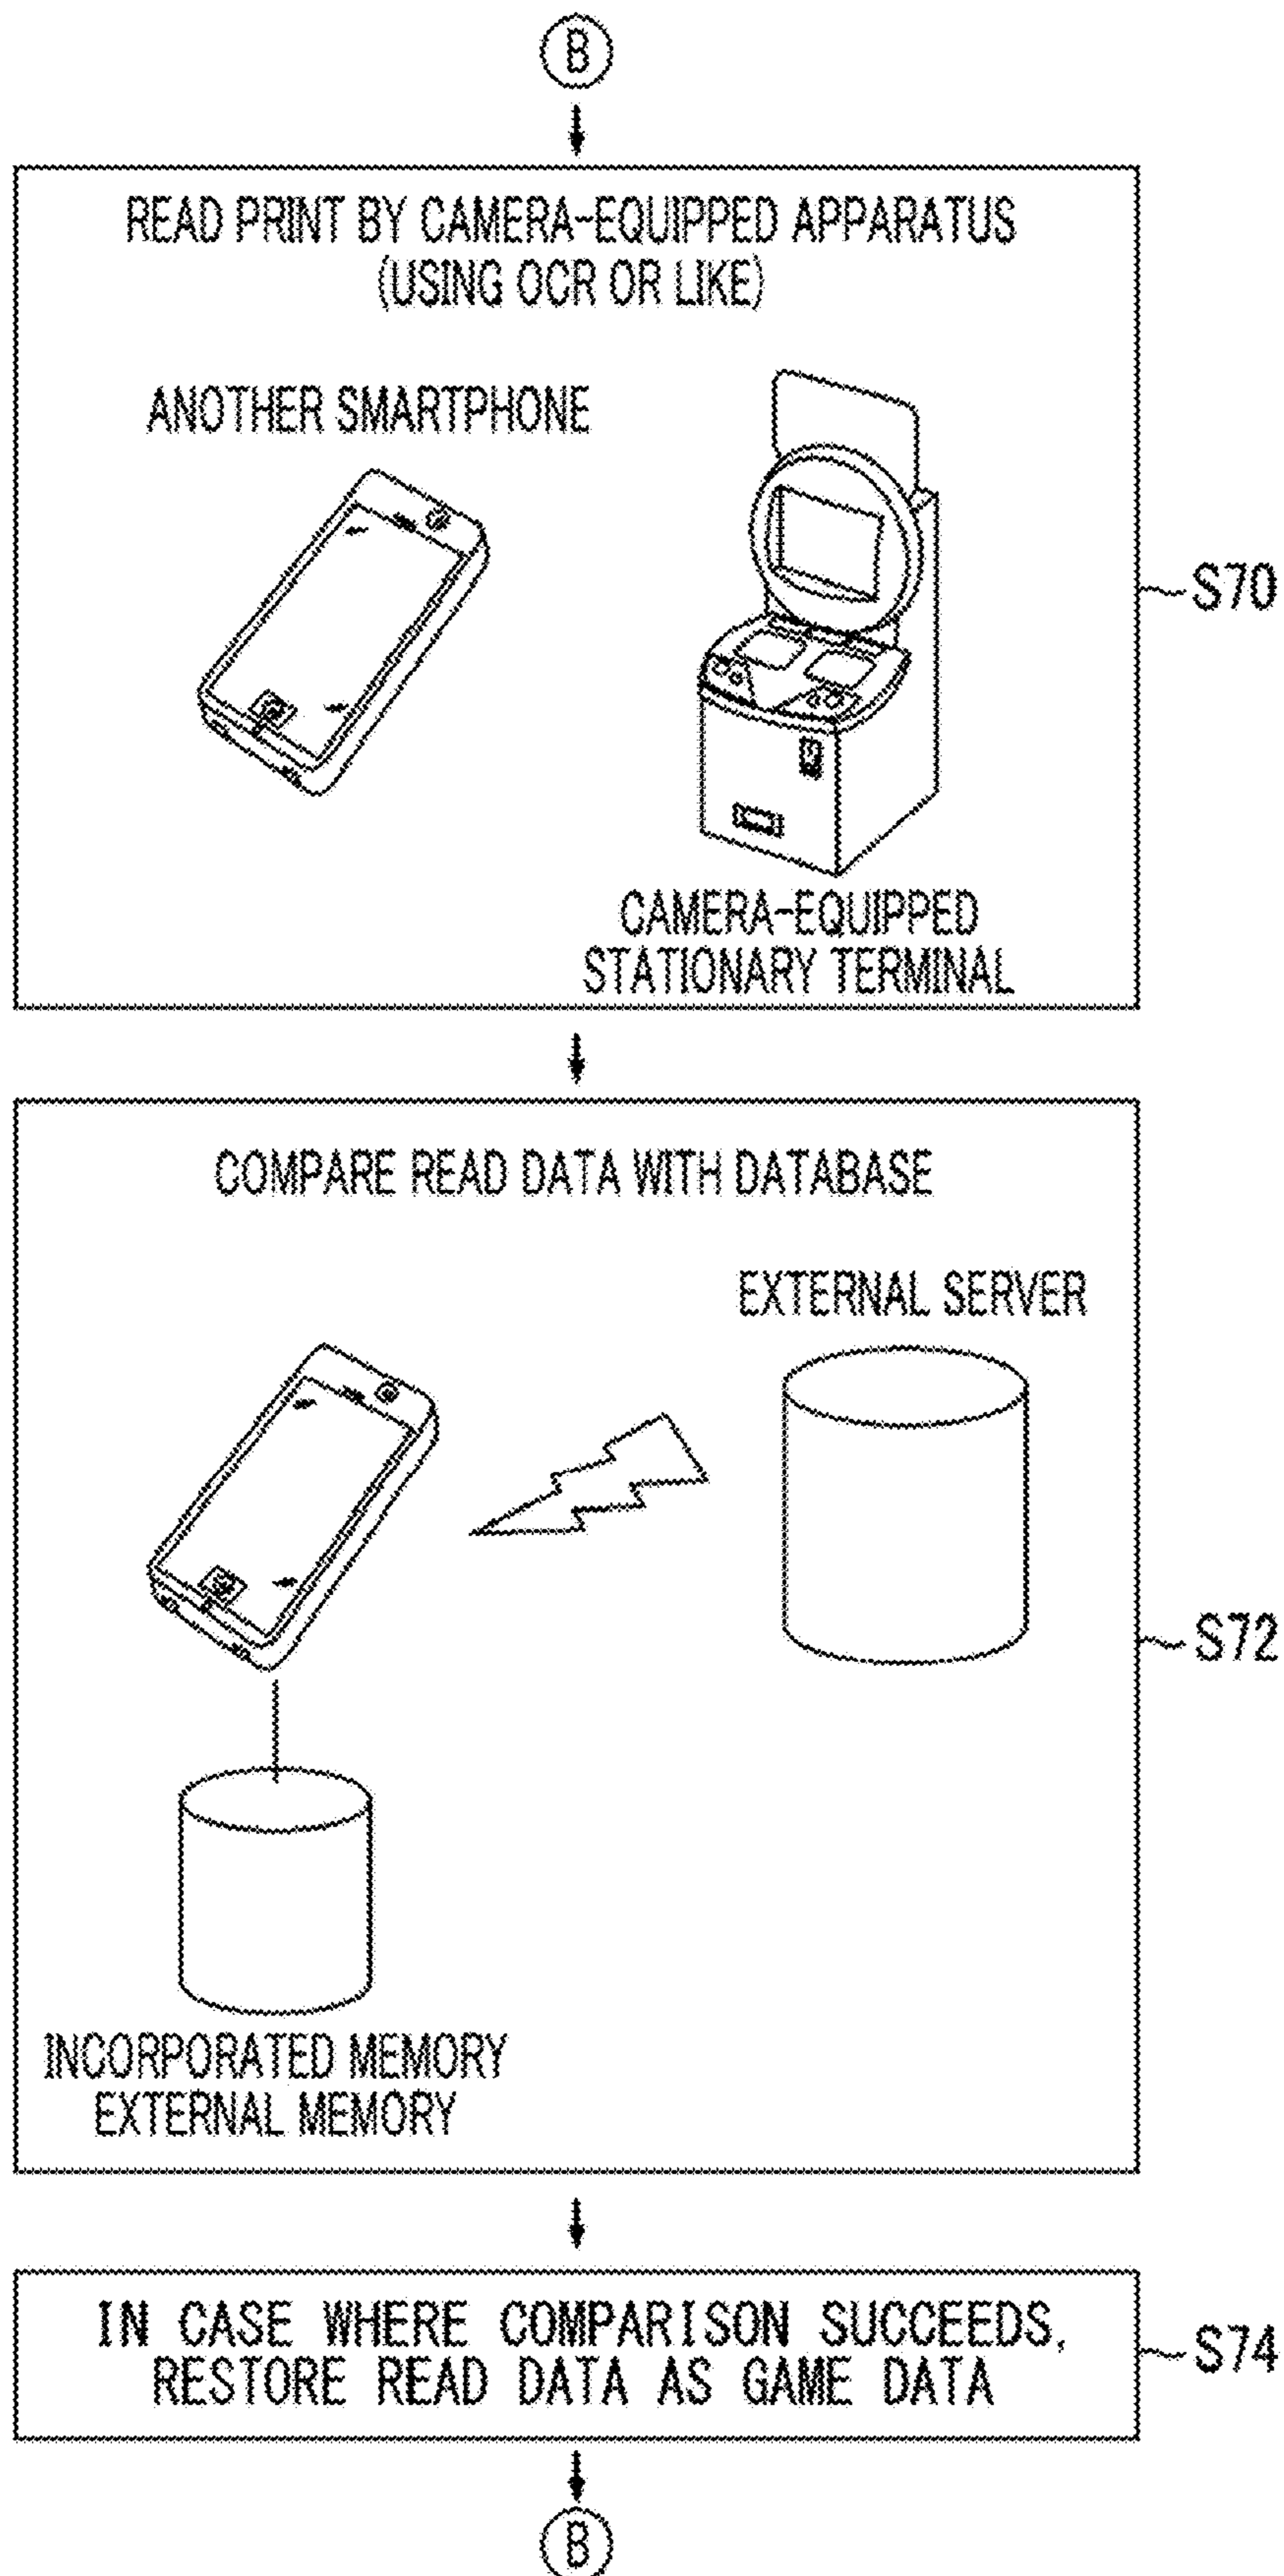 B
READ PRINT BY CAMERA-EQUIPPED APPARATUS
(USING OCR OR LIKE)
ANOTHER SMARTPHONE
S70
CAMERA-EQUIPPED
STATIONARY TERMINAL
COMPARE READ DATA WITH DATABASE
EXTERNAL SERVER
S72
INCORPORATED MEMORY
EXTERNAL MEMORY
IN CASE WHERE COMPARISON SUCCEEDS,
RESTORE READ DATA AS GAME DATA
S74
B